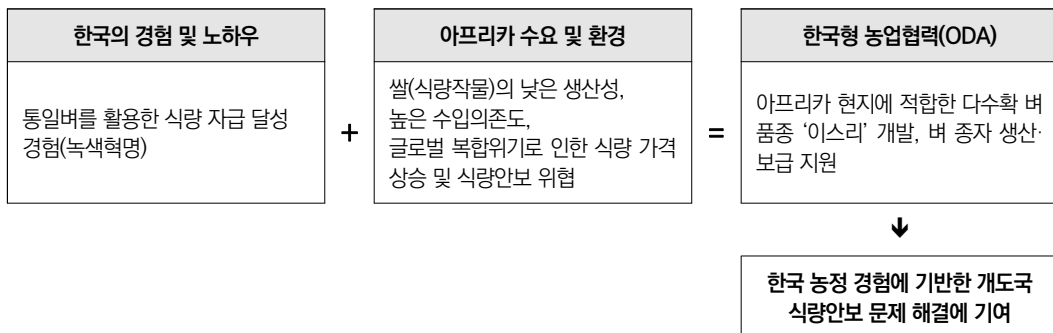 한국의 경험 및 노하우
통일벼를 활용한 식량 자급 달성
경험(녹색혁명)
+
아프리카 수요 및 환경
쌀(식량작물)의 낮은 생산성,
높은 수입의존도,
글로벌 복합위기로 인한 식량 가격
상승 및 식량안보 위협
=
한국형 농업협력(ODA)
아프리카 현지에 적합한 다수확 벼
품종 ‘이스리’ 개발, 벼 종자 생산·
보급 지원
한국 농정 경험에 기반한 개도국
식량안보 문제 해결에 기여